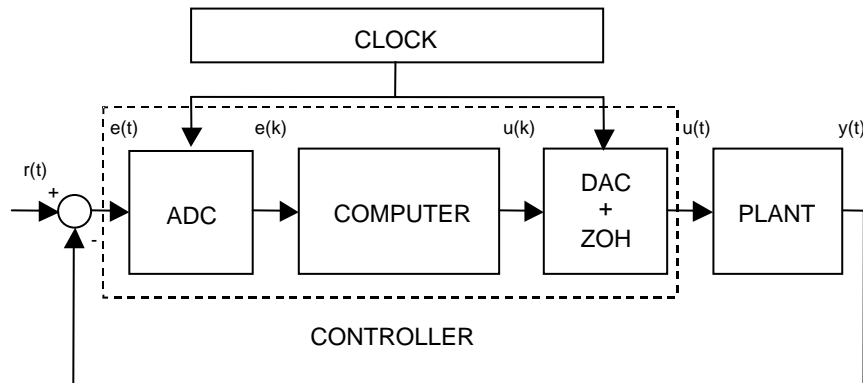 CLOCK
e(t)
e(k)
u(k)
u(t)
y(t)
r(t)
+
-
ADC
COMPUTER
DAC
+
ZOH
PLANT
CONTROLLER